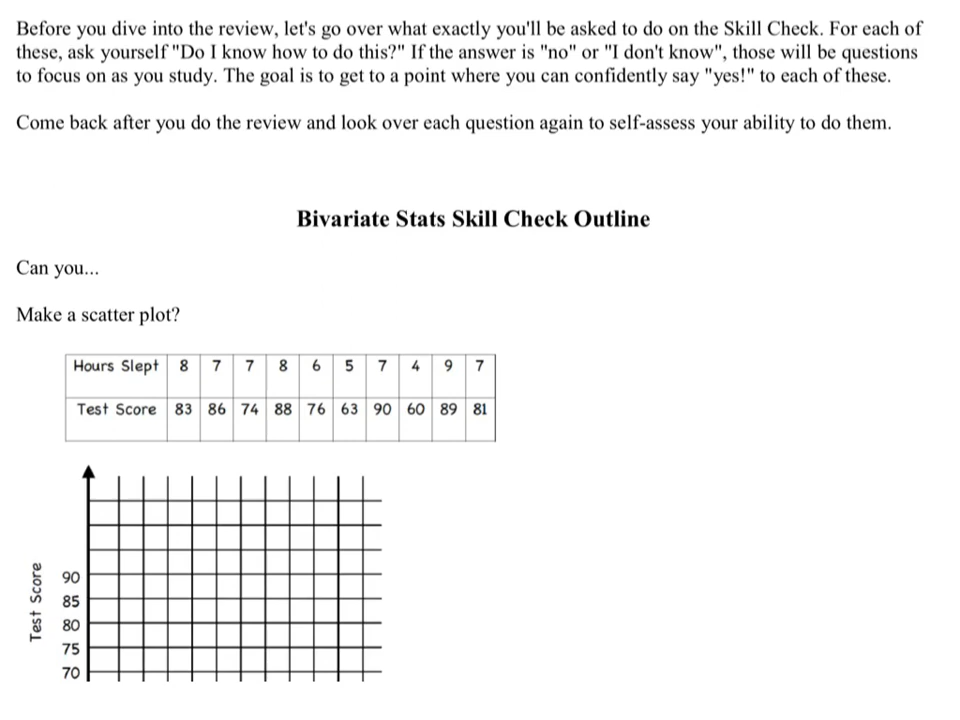 Before you dive into the review, let's go over what exactly you'll be asked to do on the Skill Check. For each of
these, ask yourself "Do I know how to do this?" If the answer is "no" or "I don't know", those will be questions
to focus on as you study. The goal is to get to a point where you can confidently say "yes!" to each of these.
Come back after you do the review and look over each question again to self-assess your ability to do them.
Bivariate Stats Skill Check Outline
Can you...
Make a scatter plot?
Hours Slept 8 7 7 8 6 5 7 4 9 7
Test Score 83 86 74 88 76 63 90 60 89 81
Test Score
90
85
80
75
70